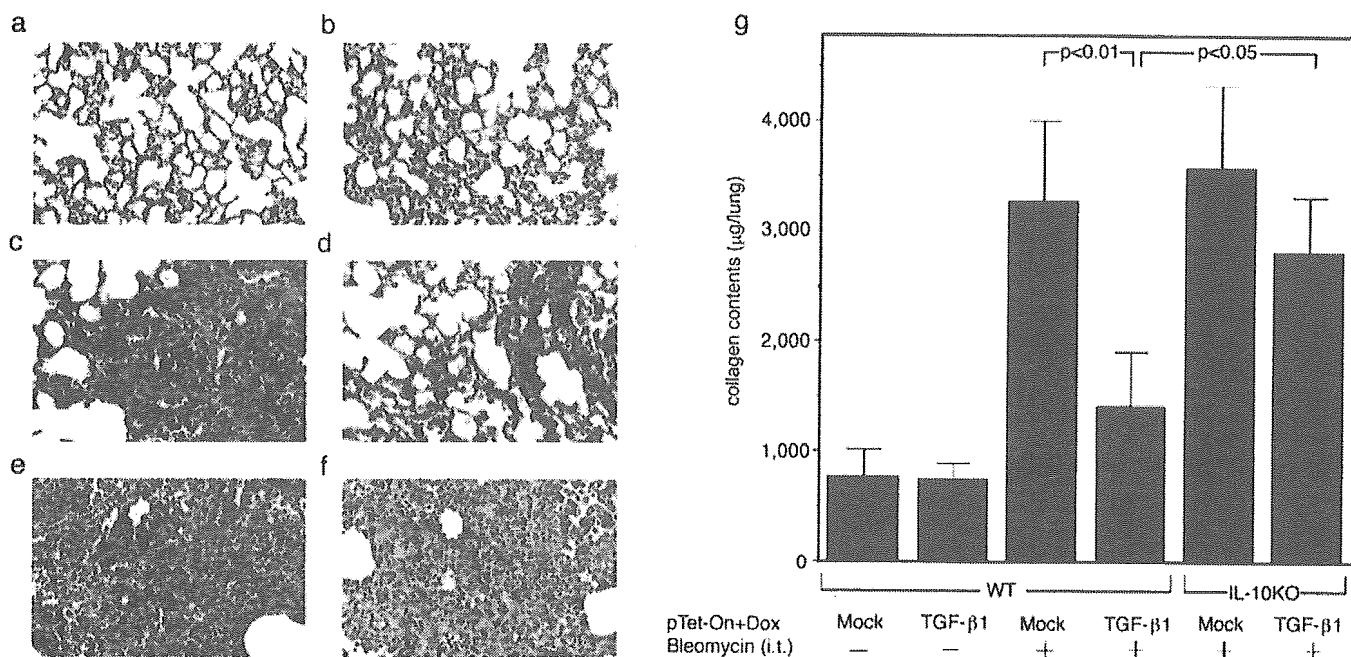 a
b
c
d
e
f
g
p<0.01
p<0.05
collagen contents (μg/lung)
4,000
3,000
2,000
1,000
0
WT
IL-10KO
pTet-On+Dox Mock TGF-β1 Mock TGF-β1 Mock TGF-β1
Bleomycin (i.t.) − − + + + +